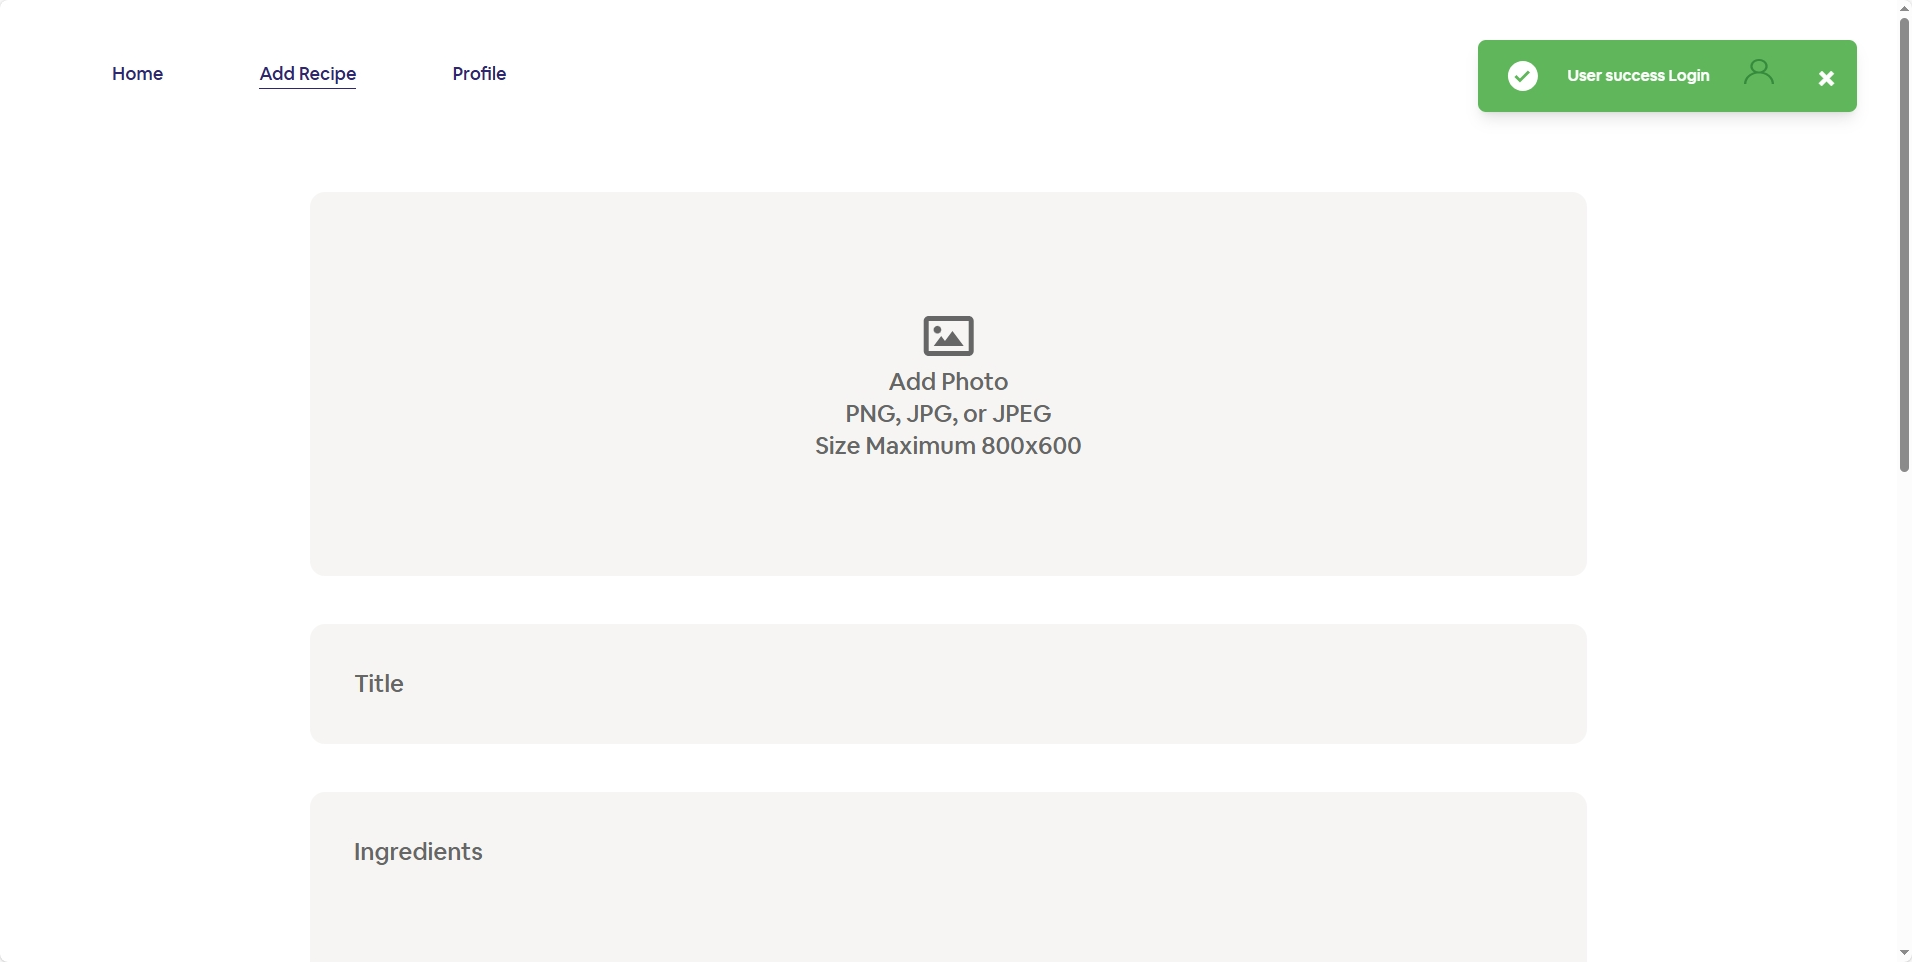 Home
Add Recipe
Profile
User success Login
Add Photo
PNG, JPG, or JPEG
Size Maximum 800x600
Title
Ingredients